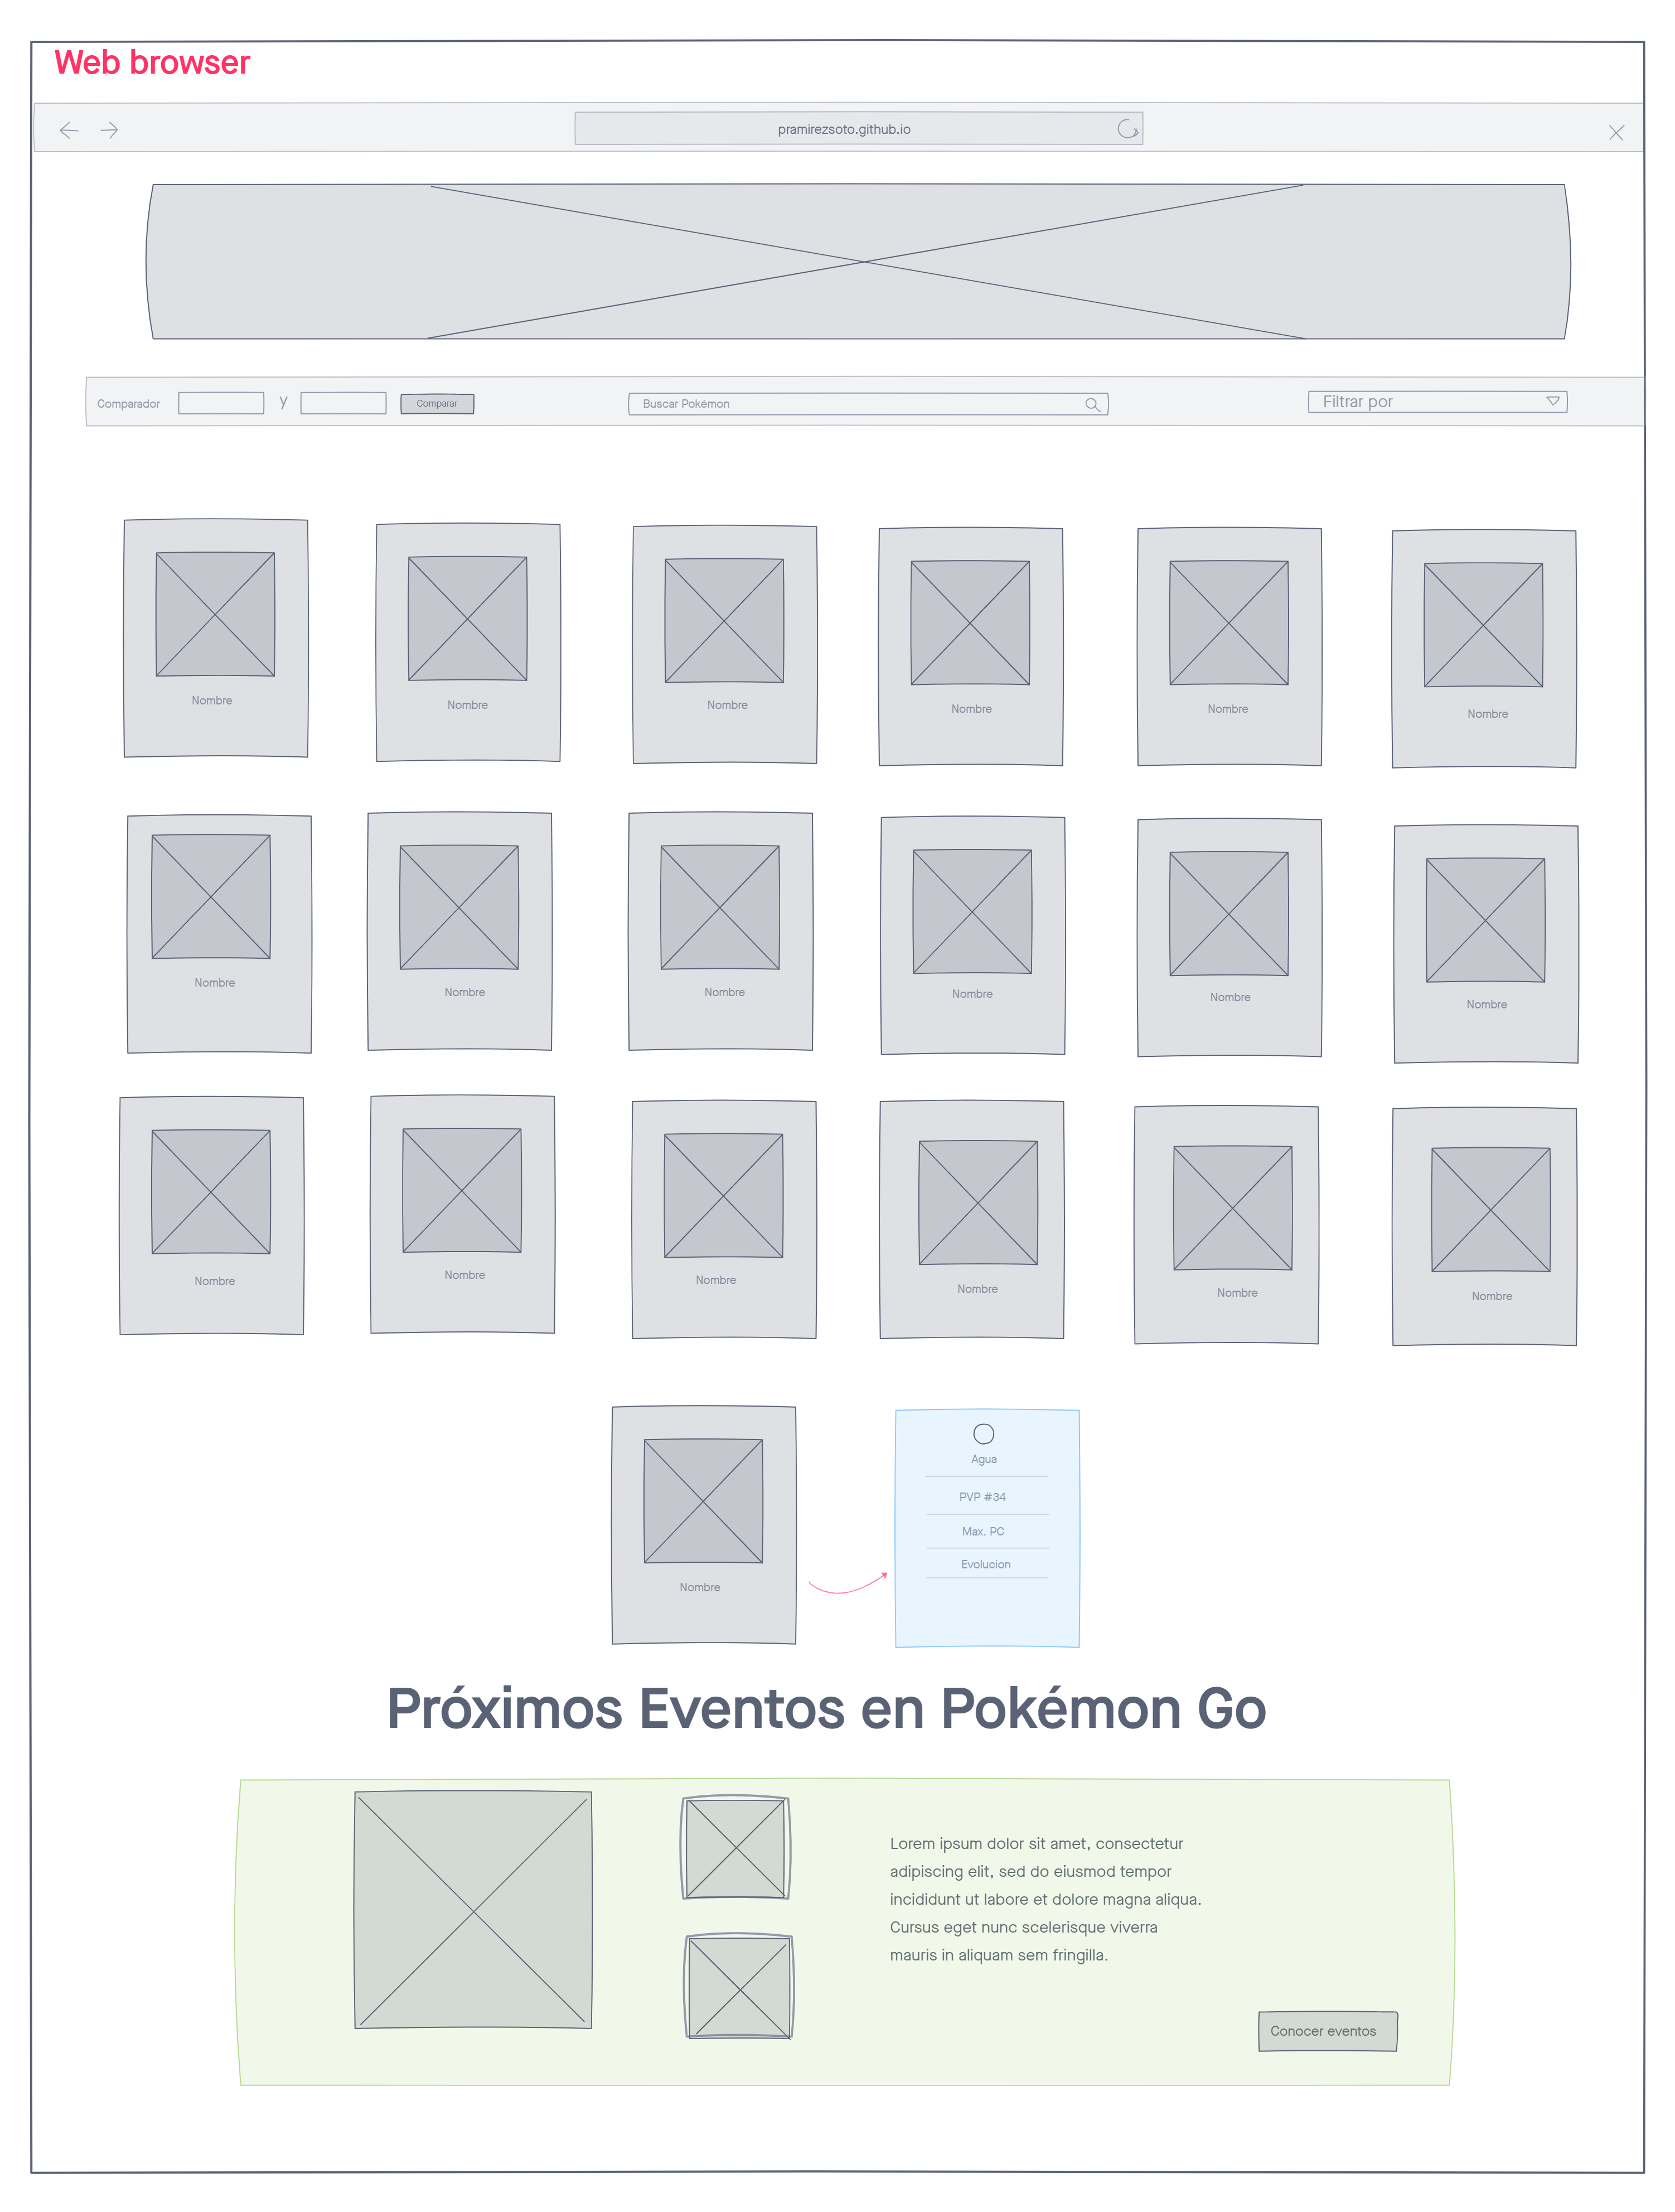 Web browser
pramirezsoto.github.io
Comparador y Comparar Buscar Pokémon Filtrar por
Nombre Nombre Nombre Nombre Nombre Nombre
Nombre Nombre Nombre Nombre Nombre Nombre
Nombre Nombre Nombre Nombre Nombre Nombre
Nombre
Agua
PVP #34
Max. PC
Evolucion
Próximos Eventos en Pokémon Go
Lorem ipsum dolor sit amet, consectetur
adipiscing elit, sed do eiusmod tempor
incididunt ut labore et dolore magna aliqua.
Cursus eget nunc scelerisque viverra
mauris in aliquam sem fringilla.
Conocer eventos